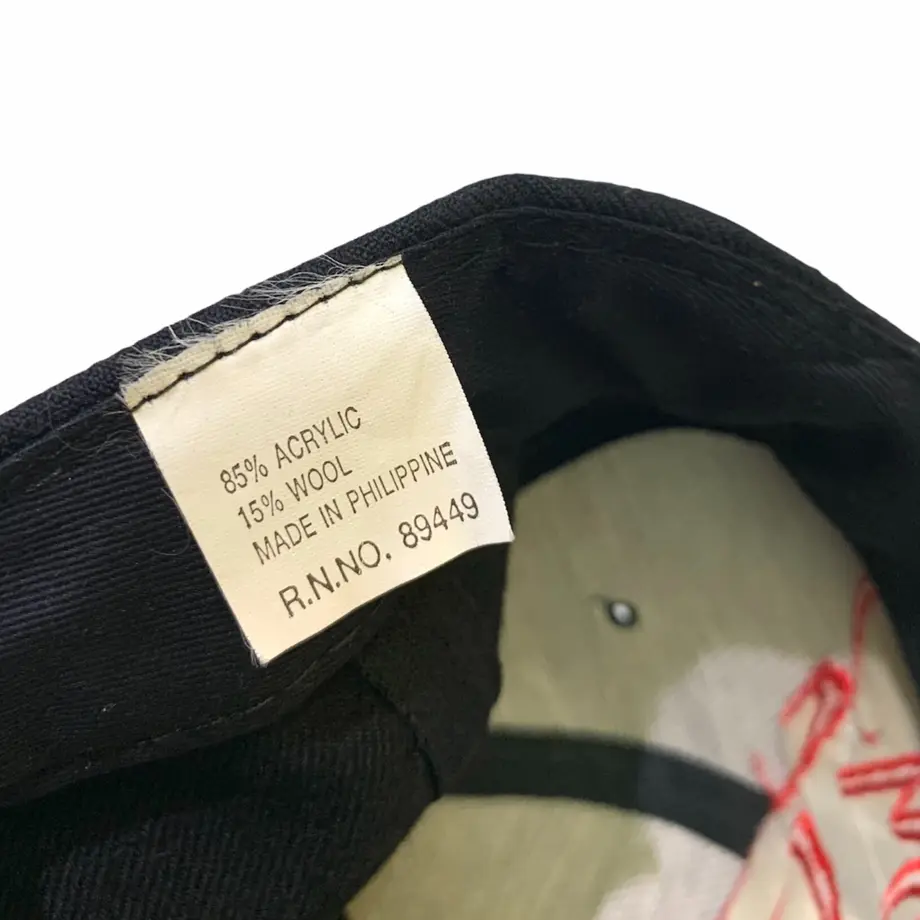 85% ACRYLIC
15% WOOL
MADE IN PHILIPPINE
R.N.NO. 89449